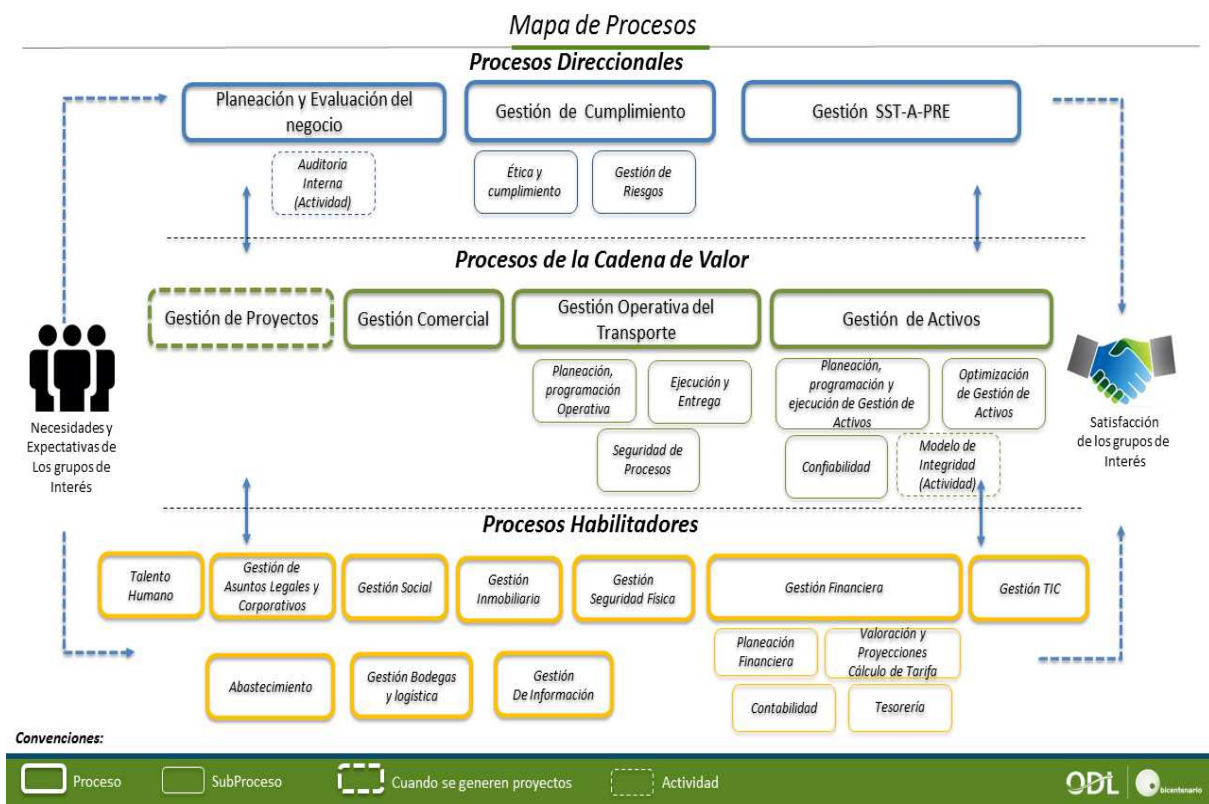 Mapa de Procesos
Procesos Direccionales
Planeación y Evaluación del
negocio
Gestión de Cumplimiento
Gestión SST-A-PRE
Auditoría
Interna
(Actividad)
Ética y
cumplimiento
Gestión de
Riesgos
Procesos de la Cadena de Valor
Gestión de Proyectos
Gestión Comercial
Gestión Operativa del
Transporte
Gestión de Activos
Planeación,
programación
Operativa
Ejecución y
Entrega
Seguridad de
Procesos
Planeación,
programación y
ejecución de Gestión de
Activos
Optimización
de Gestión de
Activos
Confiabilidad
Modelo de
Integridad
(Actividad)
Necesidades y
Expectativas de
Los grupos de
Interés
Satisfacción
de los grupos de
Interés
Procesos Habilitadores
Talento
Humano
Gestión de
Asuntos Legales y
Corporativos
Gestión Social
Gestión
Inmobiliaria
Gestión
Seguridad Física
Gestión Financiera
Gestión TIC
Abastecimiento
Gestión Bodegas
y logística
Gestión
De Información
Planeación
Financiera
Valoración y
Proyecciones
Cálculo de Tarifa
Contabilidad
Tesorería
Convenciones:
Proceso
SubProceso
Cuando se generen proyectos
Actividad
ODL
bicentenario